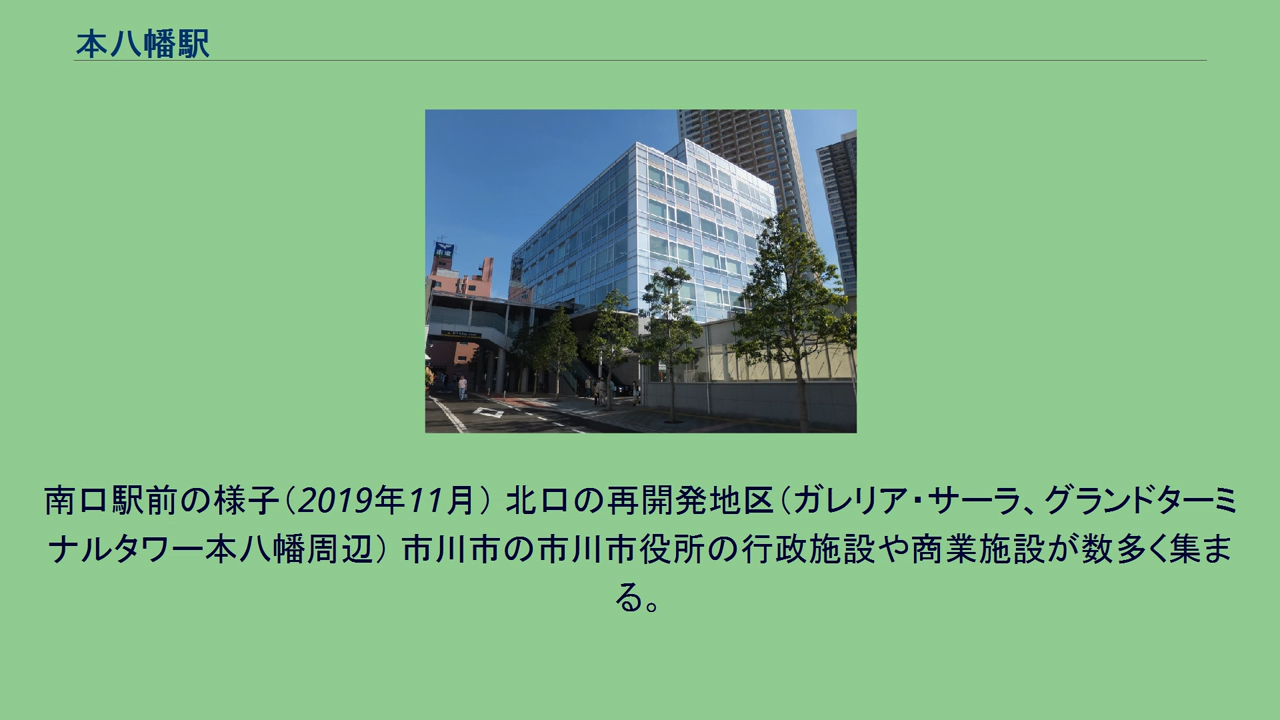 本八幡駅
南口駅前の様子（2019年11月） 北口の再開発地区（ガレリア・サーラ、グランドターミ
ナルタワー本八幡周辺） 市川市の市川市役所の行政施設や商業施設が数多く集ま
る。